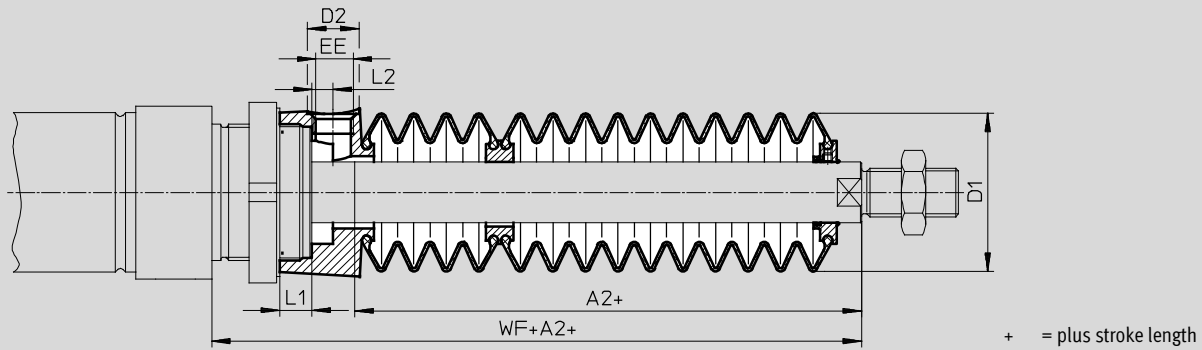 D2
EE
L2
D1
L1
A2+
WF+A2+
+ = plus stroke length